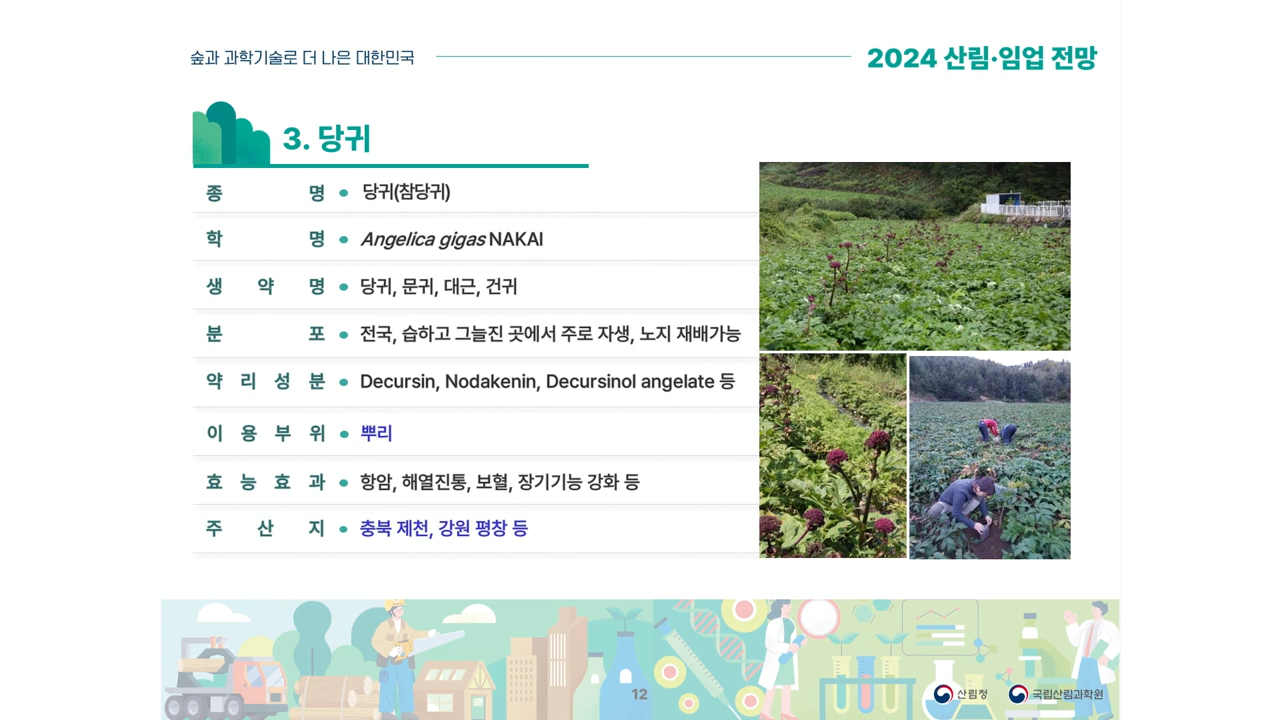 숲과 과학기술로 더 나은 대한민국
2024 산림·임업 전망
3. 당귀
종 명 • 당귀(참당귀)
학 명 • Angelica gigas NAKAI
생 약 명 • 당귀, 문귀, 대근, 건귀
분 포 • 전국, 습하고 그늘진 곳에서 주로 자생, 노지 재배가능
약 리 성 분 • Decursin, Nodakenin, Decursinol angelate 등
이 용 부 위 • 뿌리
효 능 효 과 • 항암, 해열진통, 보혈, 장기기능 강화 등
주 산 지 • 충북 제천, 강원 평창 등
12
산림청
국립산림과학원